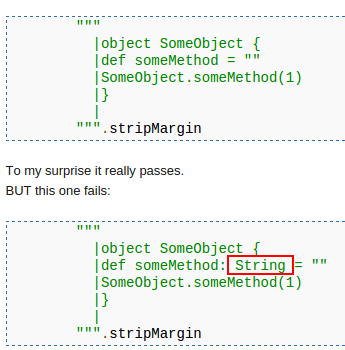 """
|object SomeObject {
|def someMethod = ""
|SomeObject.someMethod(1)
|}
|
""".stripMargin
To my surprise it really passes.
BUT this one fails:
"""
|object SomeObject {
|def someMethod: String = ""
|SomeObject.someMethod(1)
|}
|
""".stripMargin